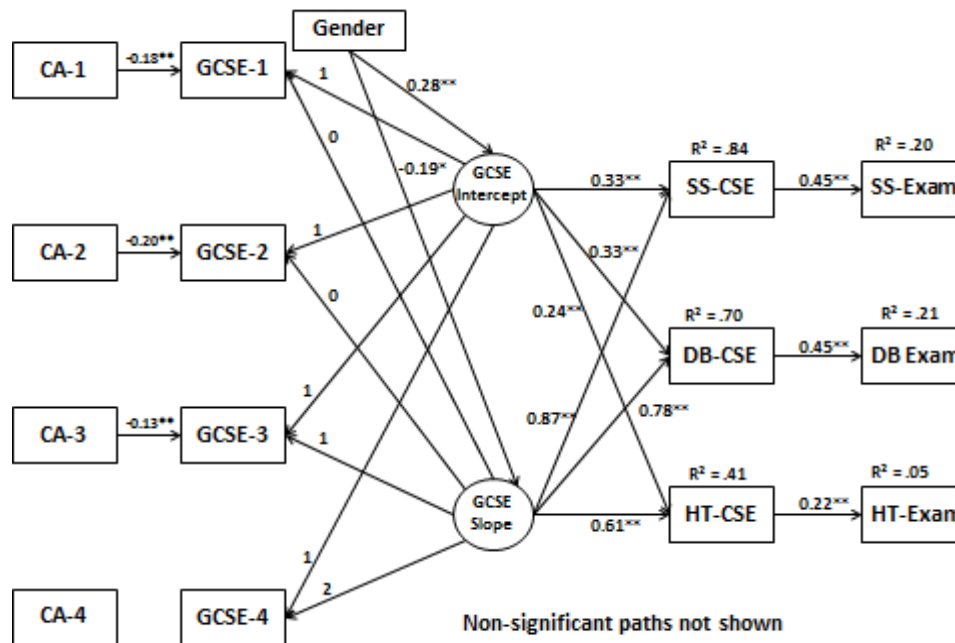 Gender
CA-1
-0.18**
GCSE-1
1
0.28**
0
-0.19*
GCSE
Intercept
R² = .84
R² = .20
0.33**
SS-CSE
0.45**
SS-Exam
CA-2
-0.20**
GCSE-2
1
0
0.33**
0.24**
R² = .70
R² = .21
DB-CSE
0.45**
DB Exam
CA-3
-0.13**
GCSE-3
1
1
0.87**
0.78**
R² = .41
R² = .05
GCSE
Slope
0.61**
HT-CSE
0.22**
HT-Exam
CA-4
GCSE-4
1
2
Non-significant paths not shown